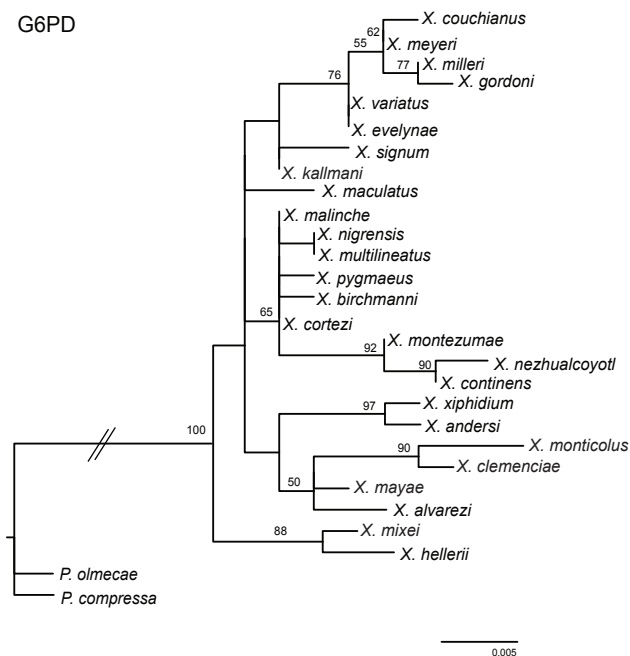 G6PD
X. couchianus
62
55
X. meyeri
X. milleri
77
76
X. gordoni
X. variatus
X. evelynae
X. signum
X. kallmani
X. maculatus
X. malinche
X. nigrensis
X. multilineatus
X. pygmaeus
X. birchmanni
65
X. cortezi
X. montezumae
92
90
X. nezhualcoyotl
X. continens
97
X. xiphidium
X. andersi
100
90
X. monticolus
X. clemenciae
50
X. mayae
X. alvarezi
88
X. mixei
X. hellerii
P. olmecae
P. compressa
0.005